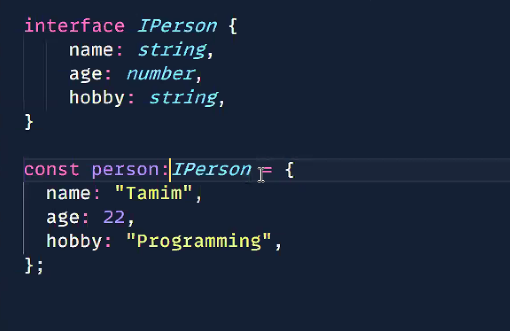 interface IPerson {
    name: string,
    age: number,
    hobby: string,
}

const person:IPerson = {
  name: "Tamim",
  age: 22,
  hobby: "Programming",
};